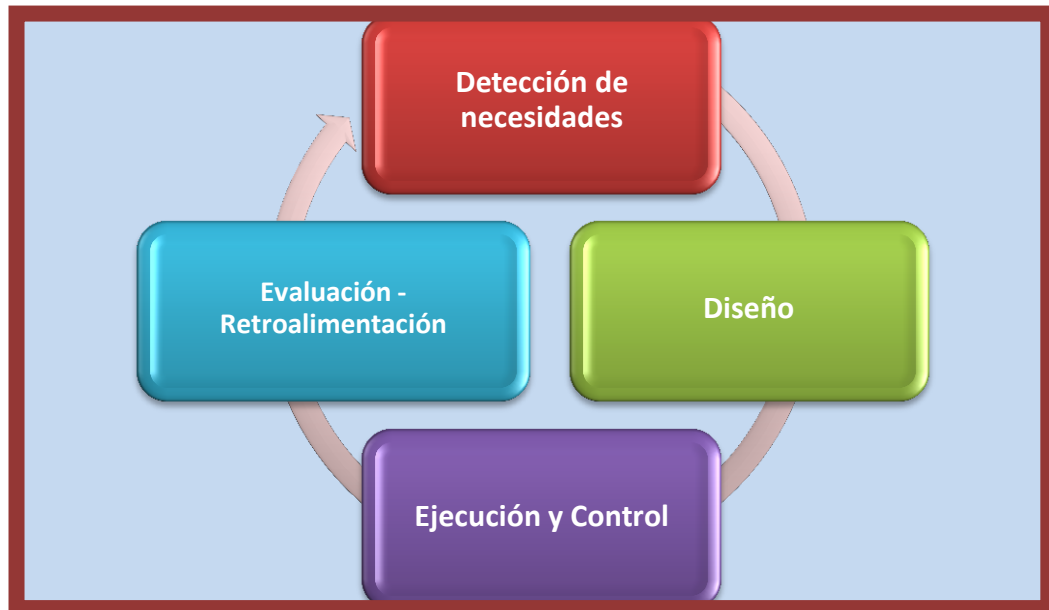 Detección de
necesidades
Diseño
Ejecución y Control
Evaluación -
Retroalimentación